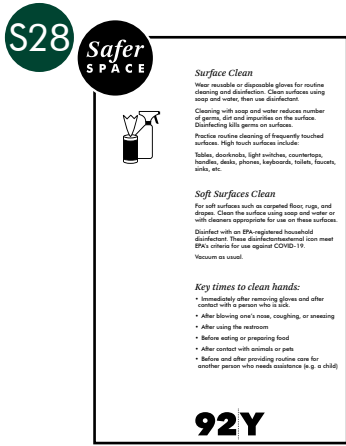 S28
Safer
SPACE
Surface Clean
Wear reusable or disposable gloves for routine
cleaning and disinfection. Clean surfaces using
soap and water, then use disinfectant.
Cleaning with soap and water reduces number
of germs, dirt and impurities on the surface.
Disinfecting kills germs on surfaces.
Practice routine cleaning of frequently touched
surfaces. High touch surfaces include:
Tables, doorknobs, light switches, countertops,
handles, desks, phones, keyboards, toilets, faucets,
sinks, etc.
Soft Surfaces Clean
For soft surfaces such as carpeted floor, rugs, and
drapes. Clean the surface using soap and water or
with cleaners appropriate for use on these surfaces.
Disinfect with an EPA-registered household
disinfectant. These disinfectantsexternal icon meet
EPA's criteria for use against COVID-19.
Vacuum as usual.
Key times to clean hands:
• Immediately after removing gloves and after
contact with a person who is sick.
• After blowing one's nose, coughing, or sneezing
• After using the restroom
• Before eating or preparing food
• After contact with animals or pets
• Before and after providing routine care for
another person who needs assistance (e.g. a child)
92Y